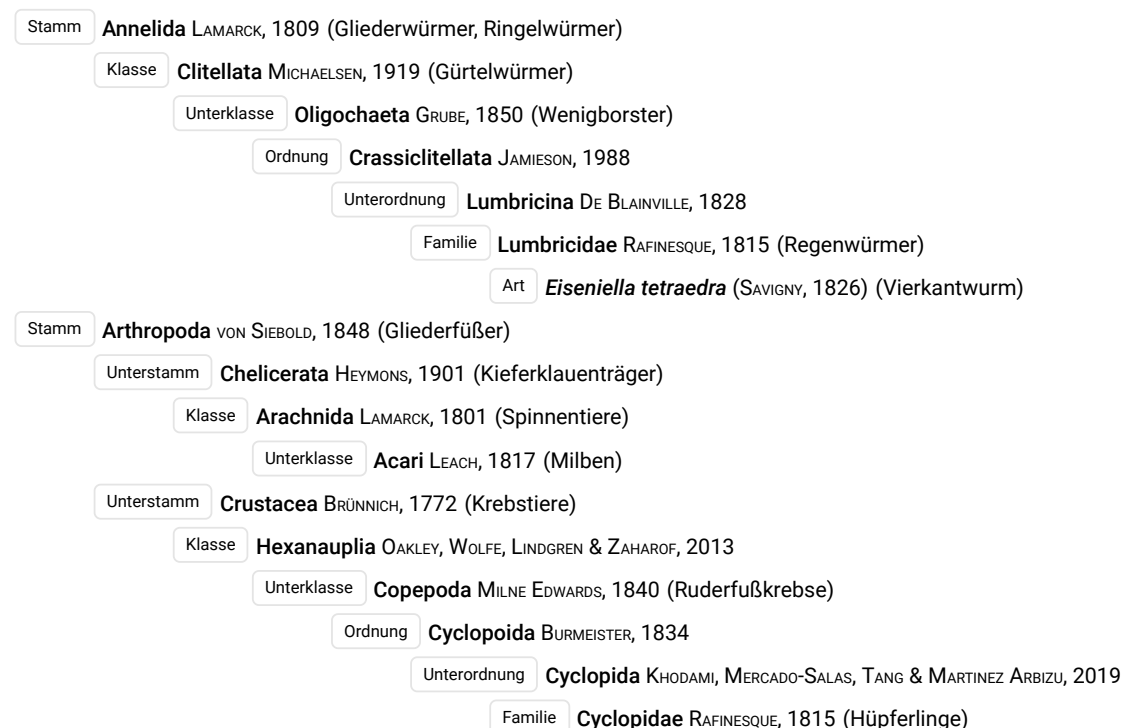 Stamm Annelida Lamarck, 1809 (Gliederwürmer, Ringelwürmer)
Klasse Clitellata Michaelsen, 1919 (Gürtelwürmer)
Unterklasse Oligochaeta Grube, 1850 (Wenigborster)
Ordnung Crassiclitellata Jamieson, 1988
Unterordnung Lumbricina De Blainville, 1828
Familie Lumbricidae Rafinesque, 1815 (Regenwürmer)
Art Eiseniella tetraedra (Savigny, 1826) (Vierkantwurm)
Stamm Arthropoda von Siebold, 1848 (Gliederfüßer)
Unterstamm Chelicerata Heymons, 1901 (Kieferklauenträger)
Klasse Arachnida Lamarck, 1801 (Spinnentiere)
Unterklasse Acari Leach, 1817 (Milben)
Unterstamm Crustacea Brünnich, 1772 (Krebstiere)
Klasse Hexanauplia Oakley, Wolfe, Lindgren & Zaharof, 2013
Unterklasse Copepoda Milne Edwards, 1840 (Ruderfußkrebse)
Ordnung Cyclopoida Burmeister, 1834
Unterordnung Cyclopida Khodami, Mercado-Salas, Tang & Martinez Arbizu, 2019
Familie Cyclopidae Rafinesque, 1815 (Hüpferlinge)